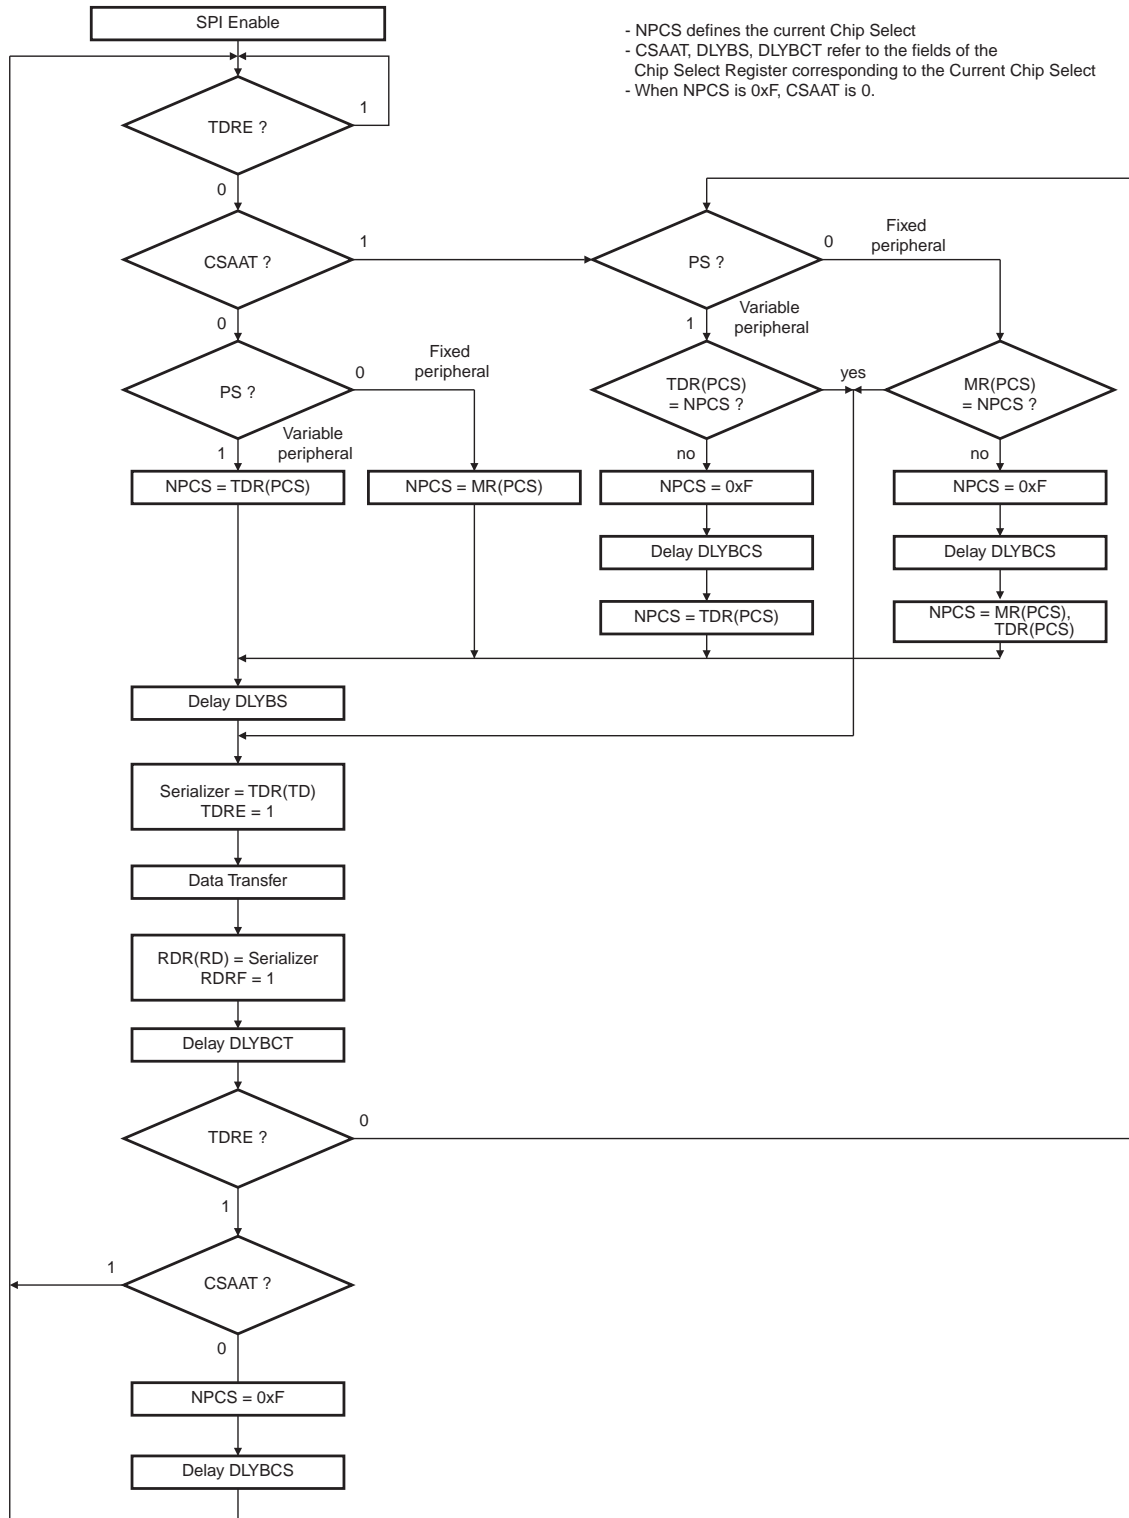 SPI Enable
- NPCS defines the current Chip Select
- CSAAT, DLYBS, DLYBCT refer to the fields of the
Chip Select Register corresponding to the Current Chip Select
- When NPCS is 0xF, CSAAT is 0.
TDRE ?
1
0
CSAAT ?
1
0
PS ?
0
Fixed
peripheral
1
Variable
peripheral
NPCS = TDR(PCS)
NPCS = MR(PCS)
PS ?
0
Fixed
peripheral
1
Variable
peripheral
TDR(PCS)
= NPCS ?
yes
MR(PCS)
= NPCS ?
no
no
NPCS = 0xF
NPCS = 0xF
Delay DLYBCS
Delay DLYBCS
NPCS = TDR(PCS)
NPCS = MR(PCS),
TDR(PCS)
Delay DLYBS
Serializer = TDR(TD)
TDRE = 1
Data Transfer
RDR(RD) = Serializer
RDRF = 1
Delay DLYBCT
TDRE ?
0
1
CSAAT ?
1
0
NPCS = 0xF
Delay DLYBCS